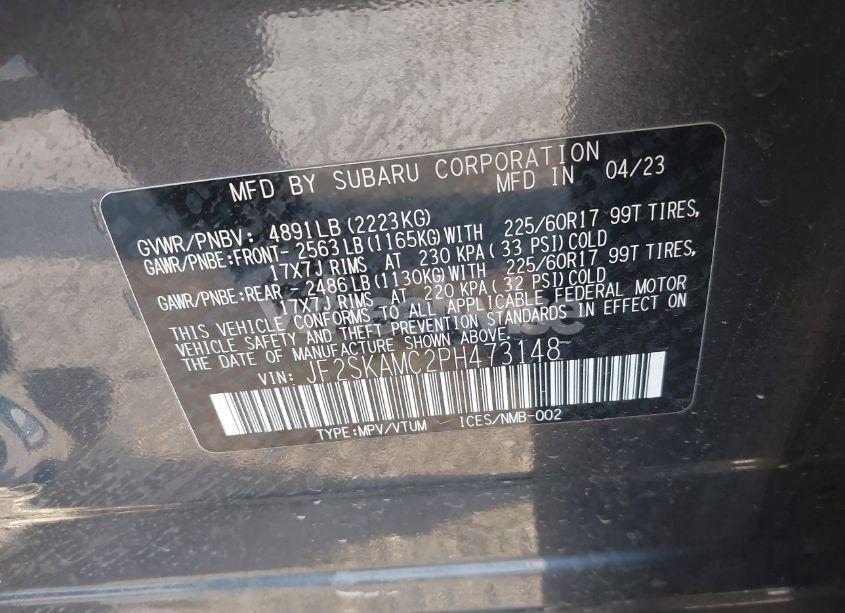 MFD BY SUBARU CORPORATION
MFD IN 04/23
GVWR/PNBV: 4891LB(2223KG)
GAWR/PNBE:FRONT- 2563LB(1165KG)WITH 225/60R17 99T TIRES,
17X7J RIMS AT 230 KPA( 33 PSI)COLD
GAWR/PNBE:REAR - 2486LB(1130KG)WITH 225/60R17 99T TIRES,
17X7J RIMS AT 220 KPA( 32 PSI)COLD
THIS VEHICLE CONFORMS TO ALL APPLICABLE FEDERAL MOTOR
VEHICLE SAFETY AND THEFT PREVENTION STANDARDS IN EFFECT ON
THE DATE OF MANUFACTURE SHOWN ABOVE.
VIN: JF2SKAMC2PH473148
TYPE:MPV/VTUM ICES/NMB-002